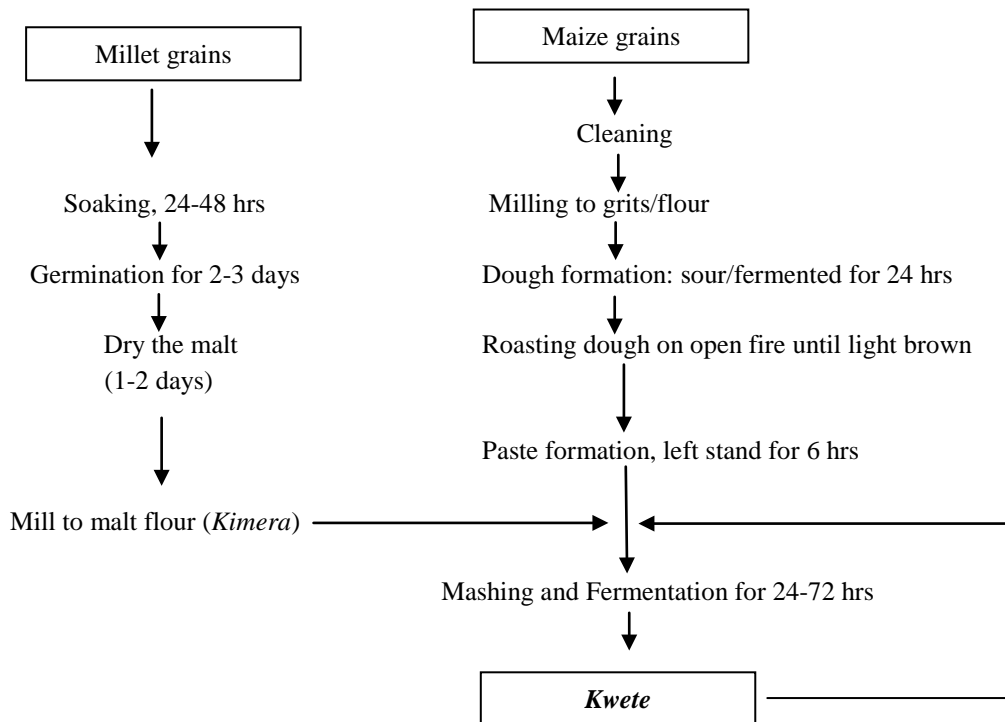 Millet grains
Soaking, 24-48 hrs
Germination for 2-3 days
Dry the malt
(1-2 days)
Mill to malt flour (Kimera)
Maize grains
Cleaning
Milling to grits/flour
Dough formation: sour/fermented for 24 hrs
Roasting dough on open fire until light brown
Paste formation, left stand for 6 hrs
Mashing and Fermentation for 24-72 hrs
Kwete